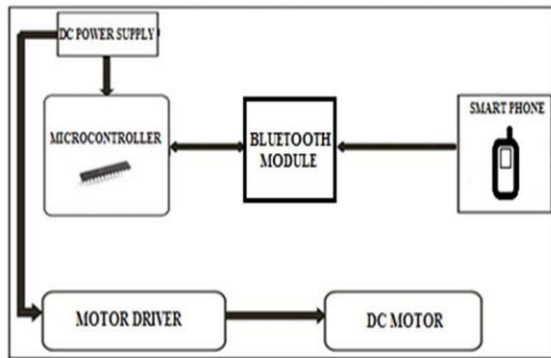 DC POWER SUPPLY
MICROCONTROLLER
BLUETOOTH
MODULE
SMART PHONE
MOTOR DRIVER
DC MOTOR